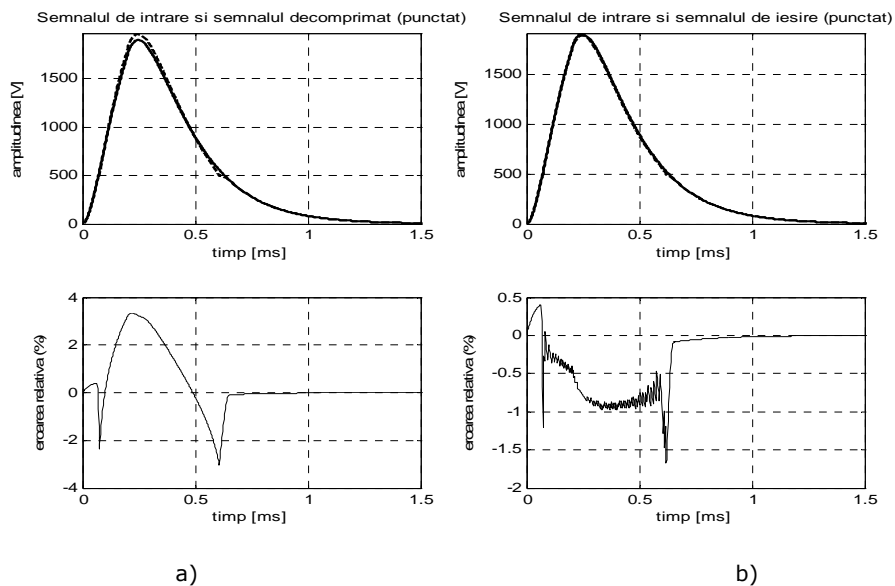 Semnalul de intrare si semnalul decomprimat (punctat)
amplitudinea [V]
1500
1000
500
0
0 0.5 1 1.5
timp [ms]
eroarea relativa (%)
4
2
0
-2
-4
0 0.5 1 1.5
timp [ms]
a)
Semnalul de intrare si semnalul de iesire (punctat)
amplitudinea [V]
1500
1000
500
0
0 0.5 1 1.5
timp [ms]
eroarea relativa (%)
0.5
0
-0.5
-1
-1.5
-2
0 0.5 1 1.5
timp [ms]
b)